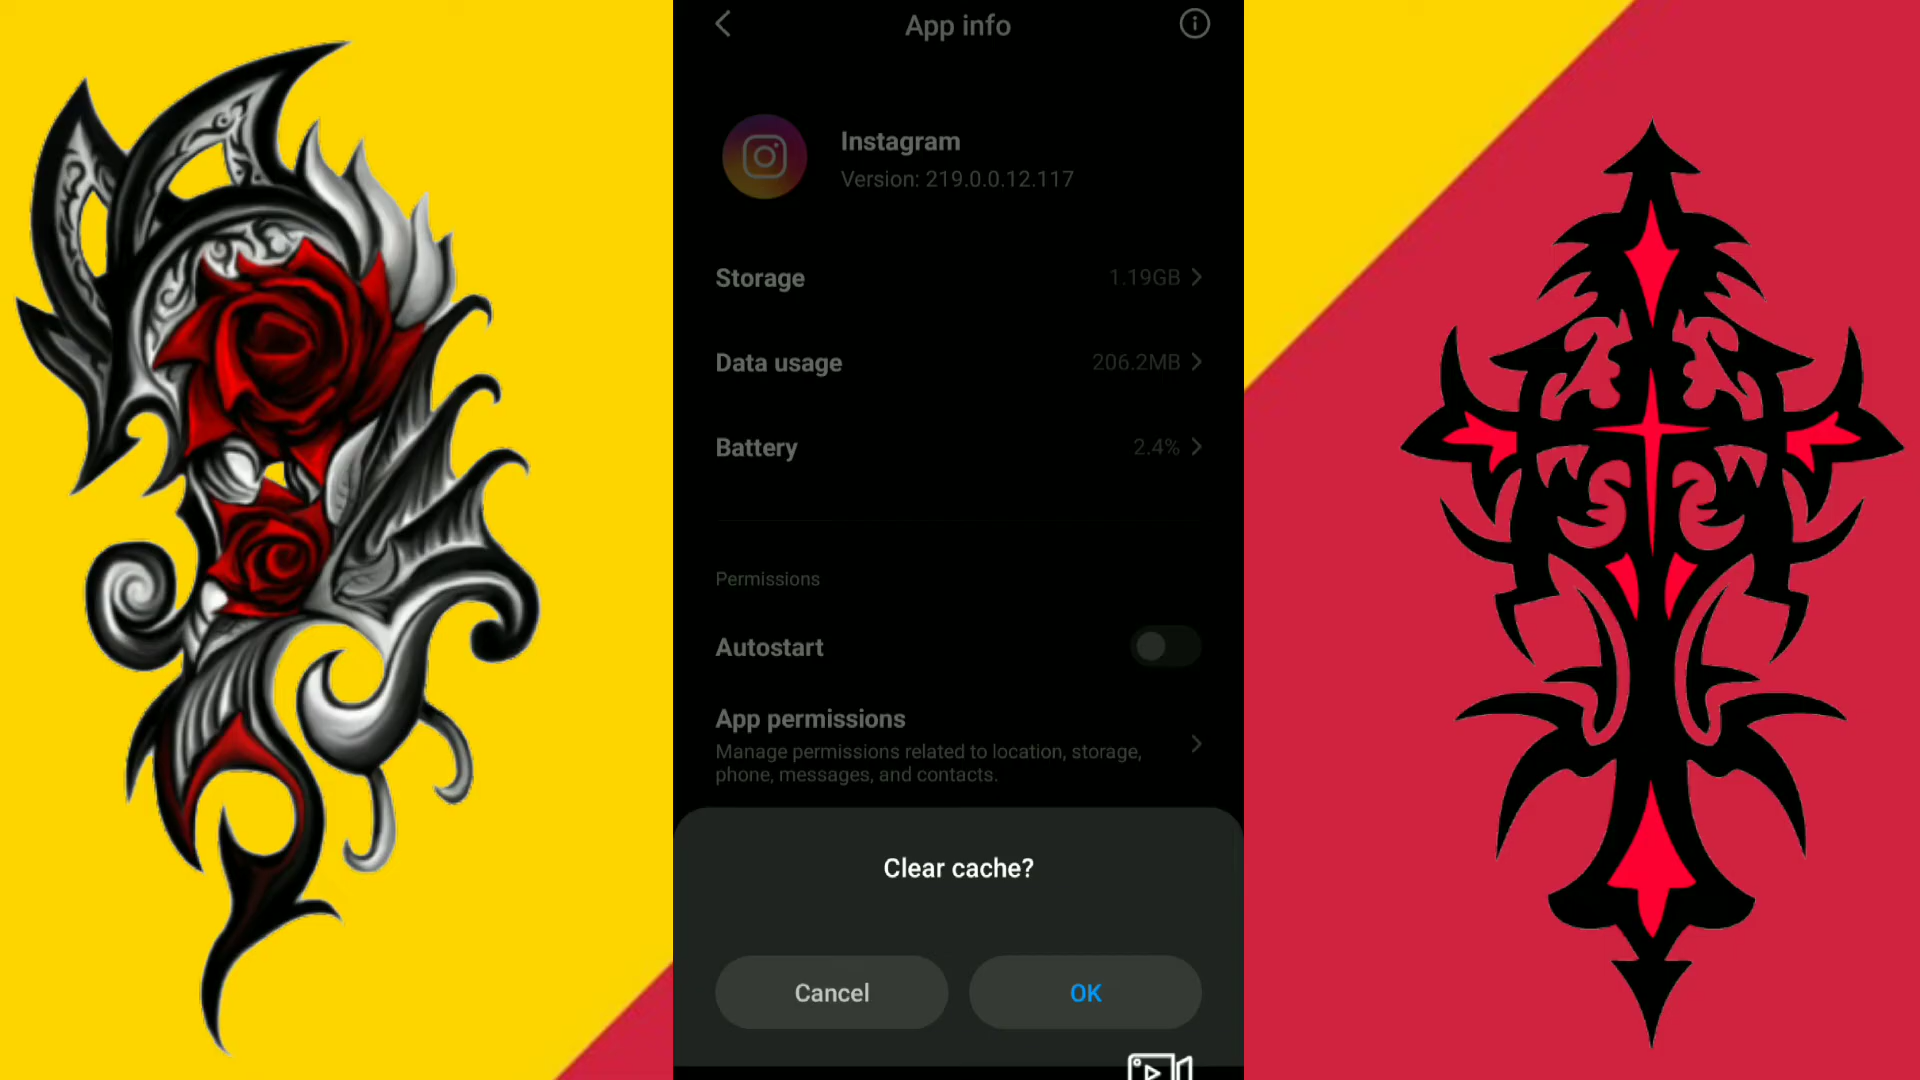 App info
Instagram
Version: 219.0.0.12.117
Storage 1.19GB
Data usage 206.2MB
Battery 2.4%
Permissions
Autostart
App permissions
Manage permissions related to location, storage,
phone, messages, and contacts.
Clear cache?
Cancel OK